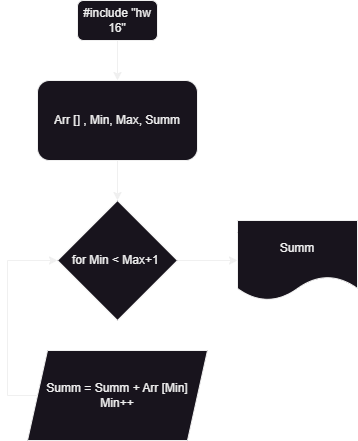 #include "hw
16"
Arr [] , Min, Max, Summ
for Min < Max+1
Summ
Summ = Summ + Arr [Min]
Min++